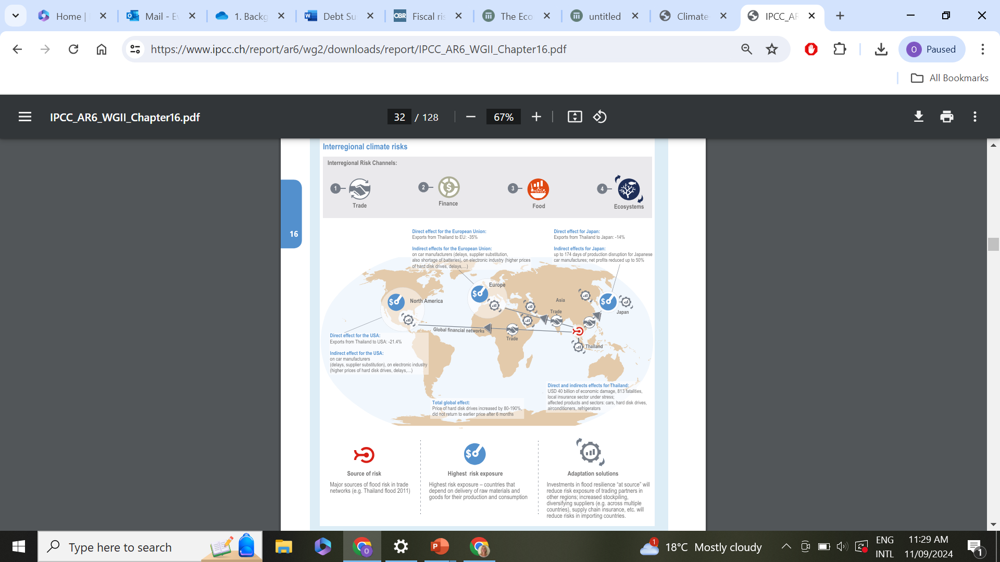 Home |
Mail - E
1. Backg
Debt Su
OBR
Fiscal ris
The Eco
untitled
Climate-
IPCC_AR
https://www.ipcc.ch/report/ar6/wg2/downloads/report/IPCC_AR6_WGII_Chapter16.pdf
O Paused
All Bookmarks
IPCC_AR6_WGII_Chapter16.pdf
32 / 128
67%
Interregional climate risks
Interregional Risk Channels:
1
2
3
4
Trade
Finance
Food
Ecosystems
16
Direct effect for the European Union:
Exports from Thailand to EU: -35%
Indirect effects for the European Union:
on car manufacturers (delays, supplier substitution,
also shortage of batteries), on electronic industry (higher prices
of hard disk drives, delays,...)
Direct effect for Japan:
Exports from Thailand to Japan: -14%
Indirect effects for Japan:
up to 174 days of production disruption for Japanese
car manufactures; net profits reduced up to 50%
Europe
North America
Asia
Trade
Japan
Global financial networks
Trade
Thailand
Direct effect for the USA:
Exports from Thailand to USA: -21.4%
Indirect effect for the USA:
on car manufacturers
(delays, supplier substitution), on electronic industry
(higher prices of hard disk drives, delays,...)
Direct and indirects effects for Thailand:
USD 40 billion of economic damage, 813 fatalities,
local insurance sector under stress;
affected products and sectors: cars, hard disk drives,
airconditioners, refrigerators
Total global effect:
Price of hard disk drives increased by 80-190%,
did not return to earlier price after 6 months
Source of risk
Major sources of flood risk in trade
networks (e.g. Thailand flood 2011)
Highest risk exposure
Highest risk exposure – countries that
depend on delivery of raw materials and
goods for their production and consumption
Adaptation solutions
Investments in flood resilience “at source” will
reduce risk exposure of trading partners in
other regions; increased stockpiling,
diversifying suppliers (e.g. across multiple
countries), supply chain insurance, etc. will
reduce risks in importing countries.
Type here to search
1
18°C Mostly cloudy
ENG
INTL
11:29 AM
11/09/2024
1